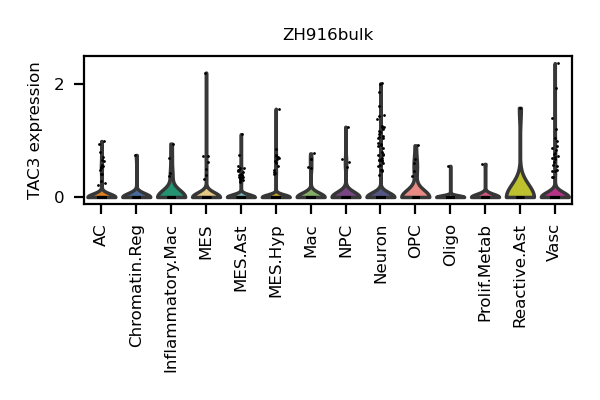 ZH916bulk
TAC3 expression
2
0
AC
Chromatin.Reg
Inflammatory.Mac
MES
MES.Ast
MES.Hyp
Mac
NPC
Neuron
OPC
Oligo
Prolif.Metab
Reactive.Ast
Vasc